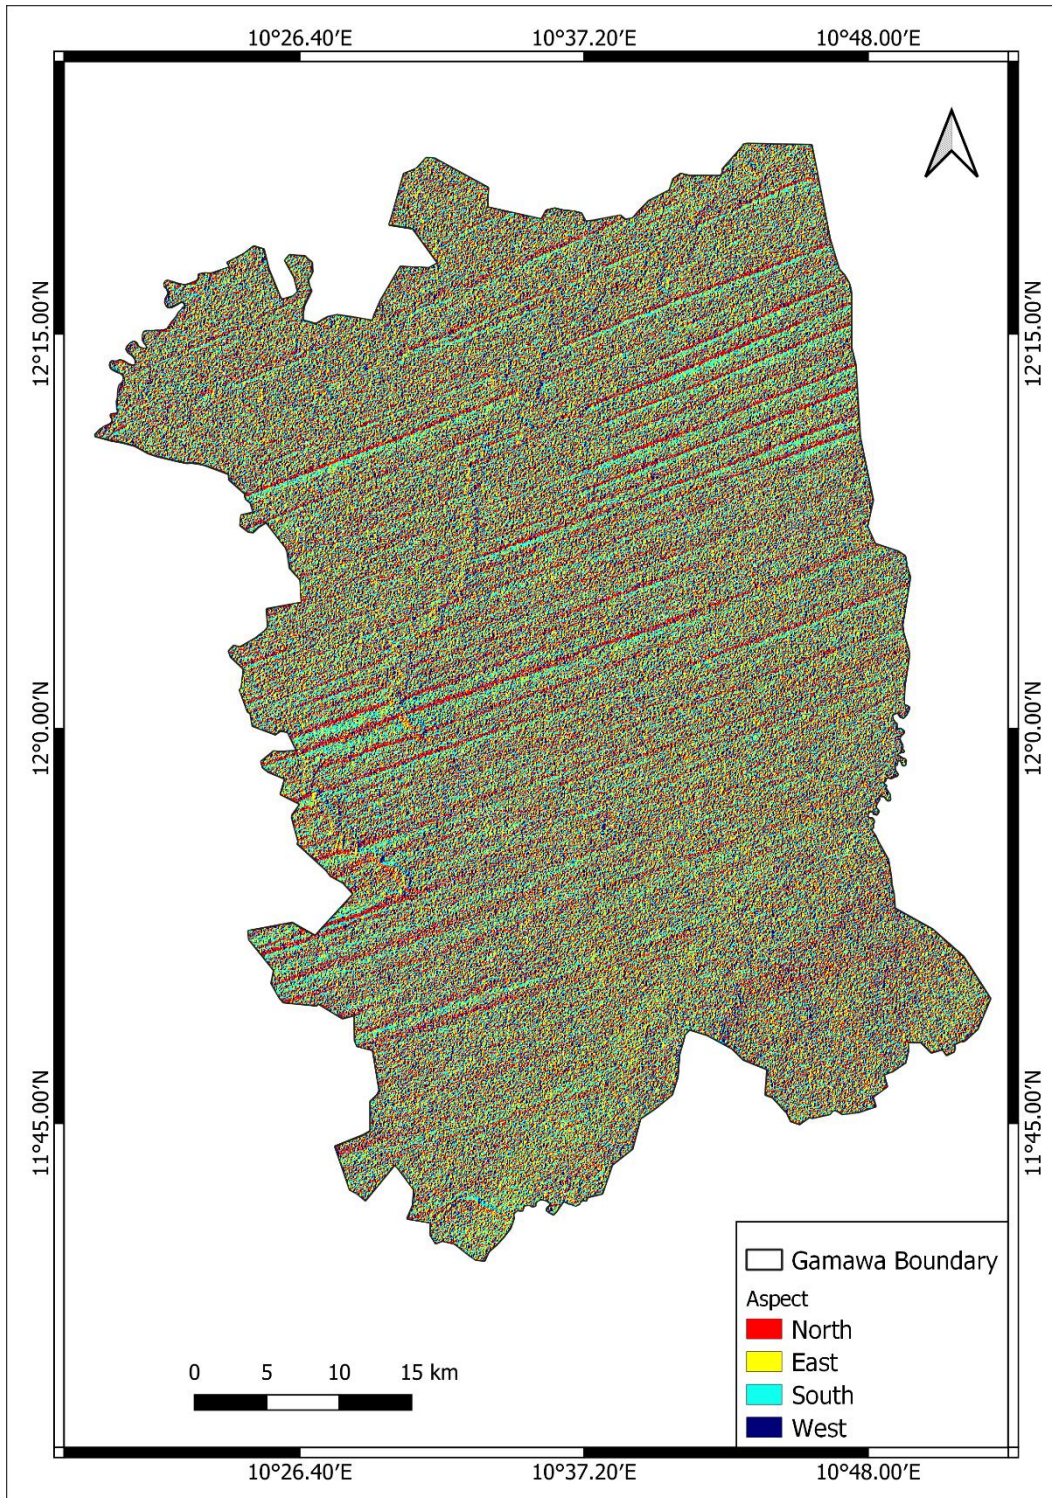 10°26.40′E 10°37.20′E 10°48.00′E
12°15.00′N 12°15.00′N
12°0.00′N 12°0.00′N
11°45.00′N 11°45.00′N
Gamawa Boundary
Aspect
North
East
South
West
0 5 10 15 km
10°26.40′E 10°37.20′E 10°48.00′E